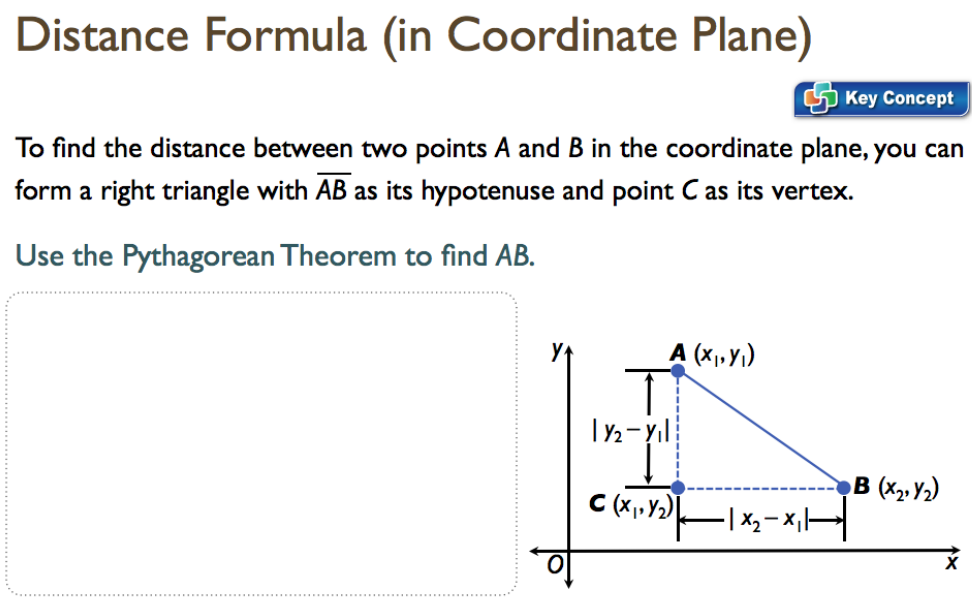 Distance Formula (in Coordinate Plane)
Key Concept
To find the distance between two points A and B in the coordinate plane, you can
form a right triangle with A̅B̅ as its hypotenuse and point C as its vertex.
Use the Pythagorean Theorem to find AB.
y
A (x₁, y₁)
| y₂ − y₁|
B (x₂, y₂)
C (x₁, y₂)
| x₂ − x₁|
O
x